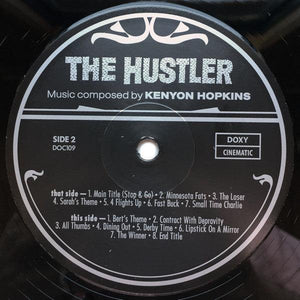 THE HUSTLER
Music composed by KENYON HOPKINS
SIDE 2
DOC109
DOXY
CINEMATIC
that side — 1. Main Title (Stop & Go) • 2. Minnesota Fats • 3. The Loser
4. Sarah's Theme • 5. 4 Flights Up • 6. Fast Buck • 7. Small Time Charlie
this side — 1. Bert's Theme • 2. Contract With Depravity
3. All Thumbs • 4. Dining Out • 5. Derby Time • 6. Lipstick On A Mirror
7. The Winner • 8. End Title